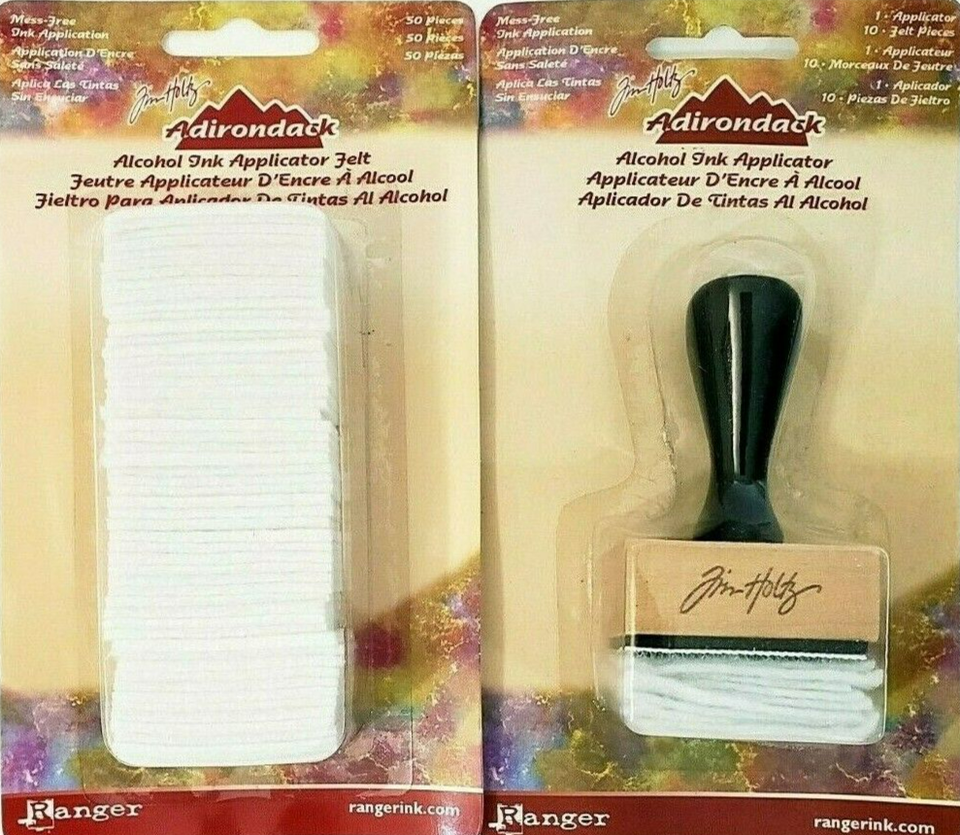 Mess-Free
Ink Application
Application D'Encre
Sans Saleté
Aplica Las Tintas
Sin Ensuciar
50 Pieces
50 Pièces
50 Piezas
Tim Holtz
Adirondack
Alcohol Ink Applicator Felt
Feutre Applicateur D'Encre À Alcool
Fieltro Para Aplicador De Tintas Al Alcohol
Ranger
rangerink.com
Mess-Free
Ink Application
Application D'Encre
Sans Saleté
Aplica Las Tintas
Sin Ensuciar
1 - Applicator
10 - Felt Pieces
1 - Applicateur
10 - Morceaux De Feutre
1 - Aplicador
10 - Piezas De Fieltro
Tim Holtz
Adirondack
Alcohol Ink Applicator
Applicateur D'Encre À Alcool
Aplicador De Tintas Al Alcohol
Tim Holtz
Ranger
rangerink.com